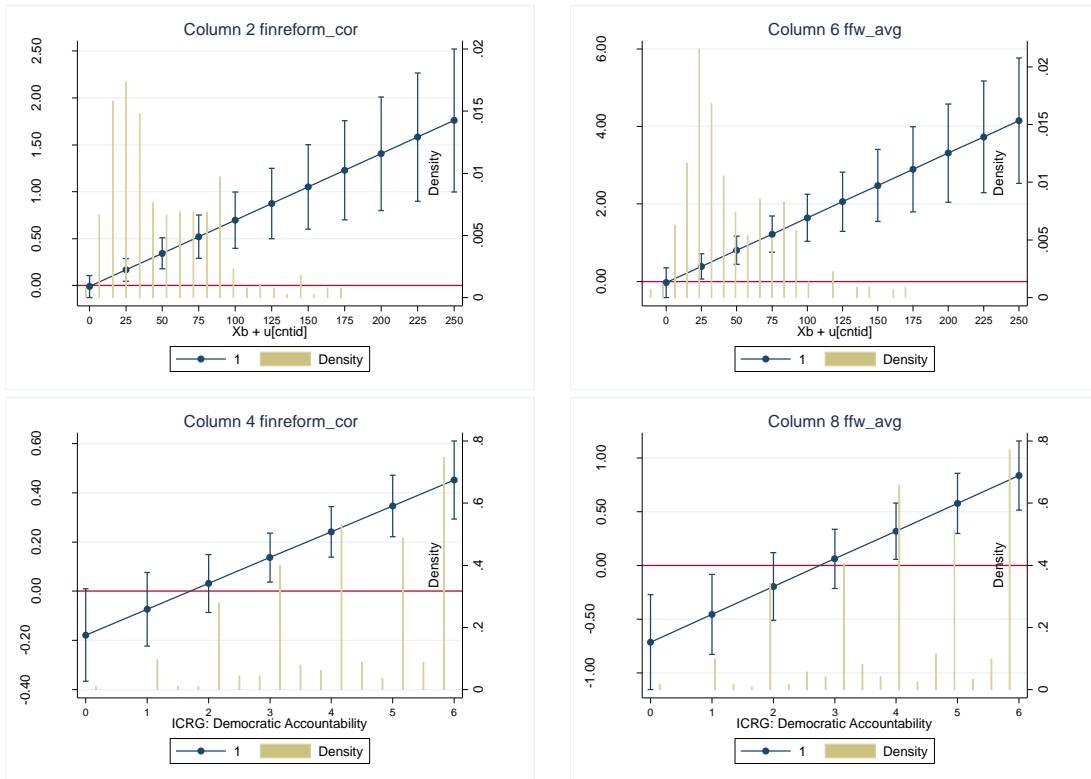 Column 2 finreform_cor
2.50
2.00
1.50
1.00
0.50
0.00
.02
.015
.01
.005
0
Density
0 25 50 75 100 125 150 175 200 225 250
Xb + u[cntid]
1 Density
Column 6 ffw_avg
6.00
4.00
2.00
0.00
.02
.015
.01
.005
0
Density
0 25 50 75 100 125 150 175 200 225 250
Xb + u[cntid]
1 Density
Column 4 finreform_cor
0.60
0.40
0.20
0.00
-0.20
-0.40
.8
.6
.4
.2
0
Density
0 1 2 3 4 5 6
ICRG: Democratic Accountability
1 Density
Column 8 ffw_avg
1.00
0.50
0.00
-0.50
-1.00
.8
.6
.4
.2
0
Density
0 1 2 3 4 5 6
ICRG: Democratic Accountability
1 Density